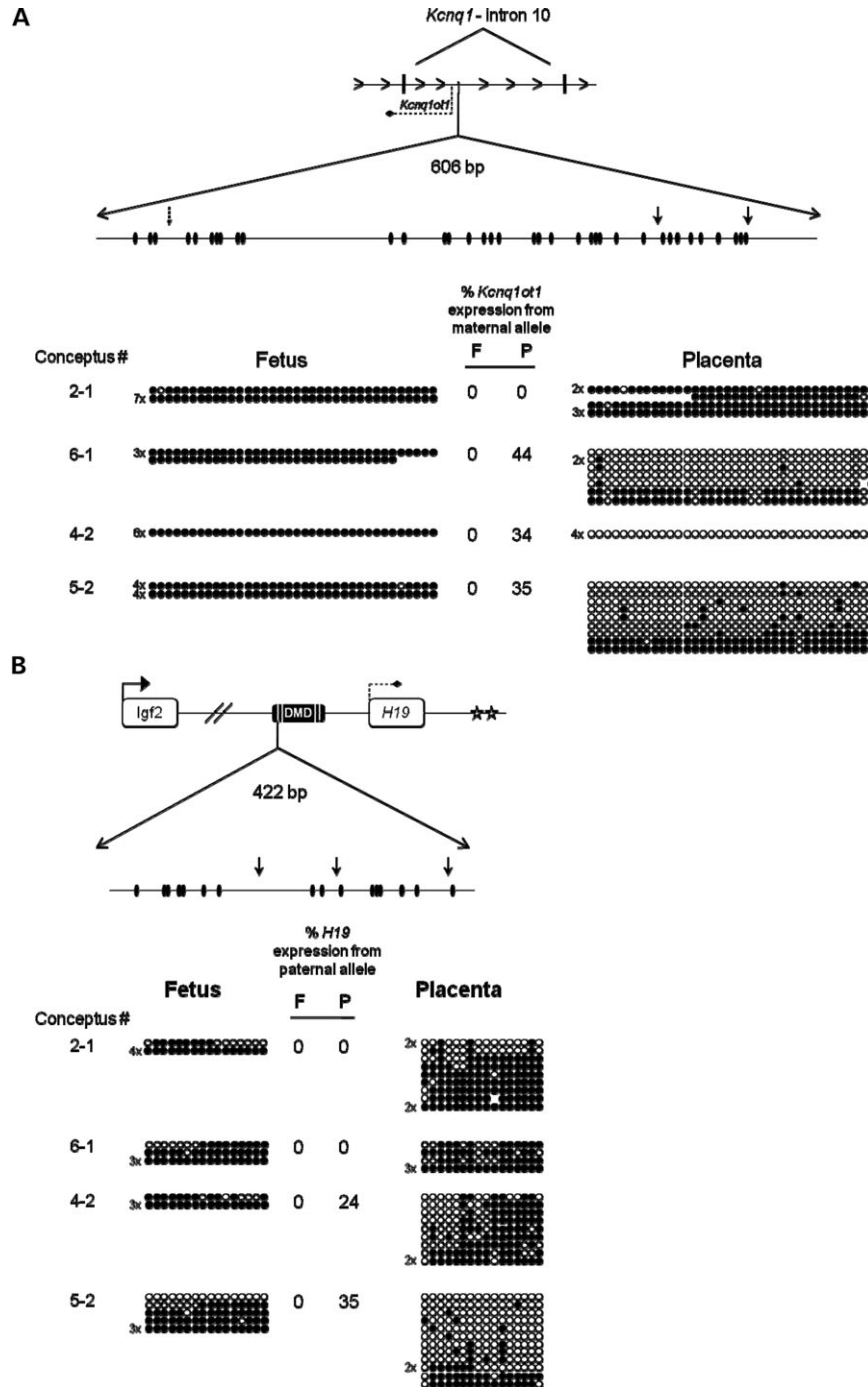 A
Kcnq1 - intron 10
Kcnq1ot1
606 bp
% Kcnq1ot1
expression from
maternal allele
Conceptus # Fetus F P Placenta
2-1 7x 0 0 2x 3x
6-1 3x 0 44 2x
4-2 6x 0 34 4x
5-2 4x 4x 0 35
B
Igf2 DMD H19
422 bp
% H19
expression from
paternal allele
Fetus F P Placenta
Conceptus #
2-1 4x 0 0 2x 2x
6-1 3x 0 0 3x
4-2 3x 0 24 2x
5-2 3x 0 35 2x